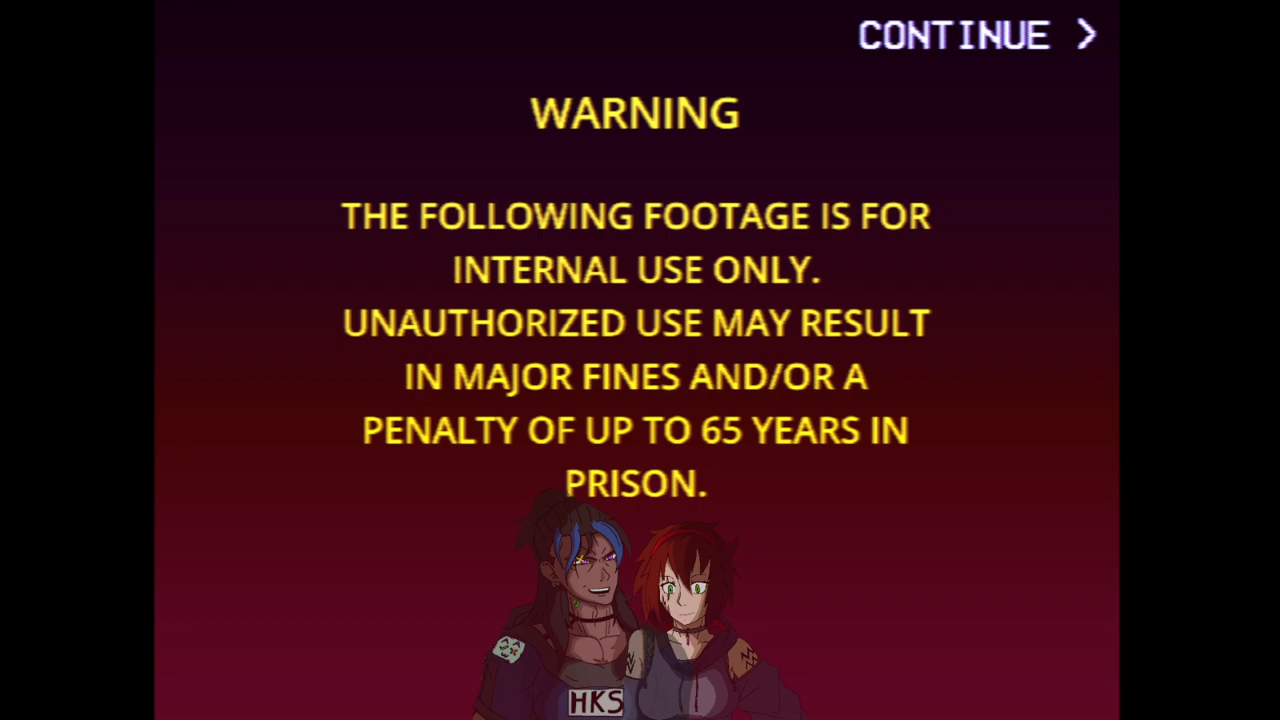 CONTINUE >
WARNING
THE FOLLOWING FOOTAGE IS FOR
INTERNAL USE ONLY.
UNAUTHORIZED USE MAY RESULT
IN MAJOR FINES AND/OR A
PENALTY OF UP TO 65 YEARS IN
PRISON.
HKS